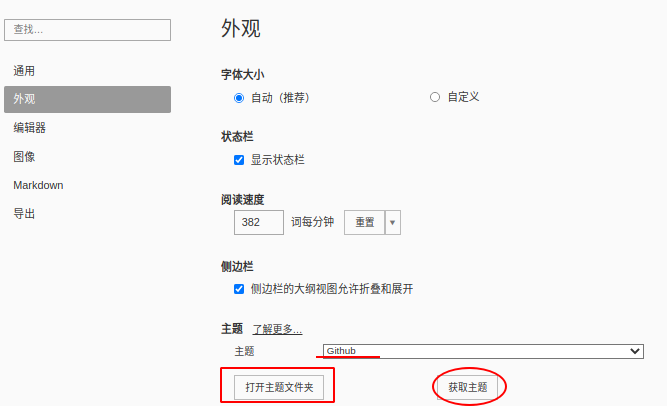 查找...
外观
通用
字体大小
外观
自动（推荐）
自定义
编辑器
状态栏
图像
显示状态栏
Markdown
阅读速度
导出
382 词每分钟 重置
侧边栏
侧边栏的大纲视图允许折叠和展开
主题 了解更多...
主题 Github
打开主题文件夹 获取主题